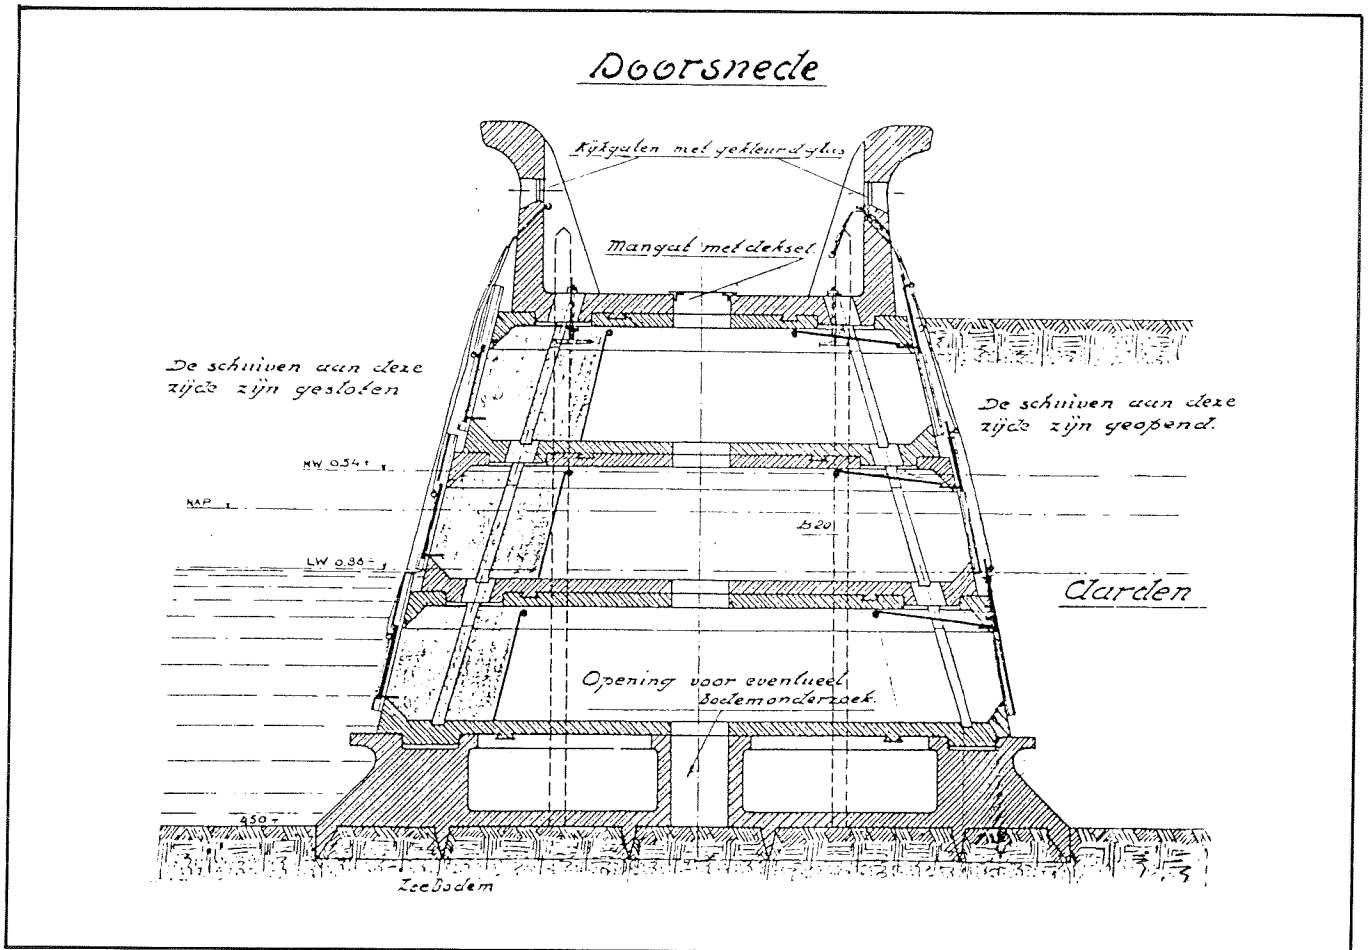 Doorsnede
Kijkgaten met gekleurd glas
Mangat met deksel.
De schuiven aan deze
zijde zijn gesloten
De schuiven aan deze
zijde zijn geopend.
HW 0.54+
NAP
LW 0.86-
Opening voor eventueel
bodemonderzoek.
450-
Zeebodem